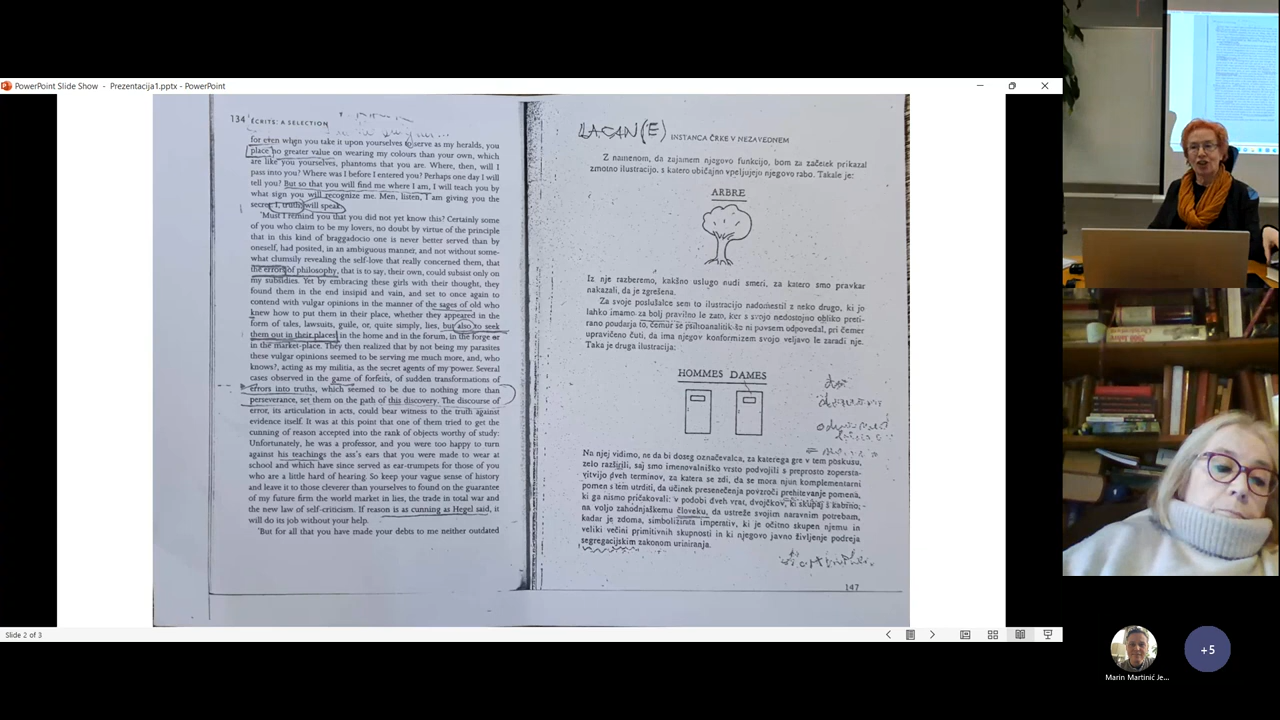 PowerPoint Slide Show - Prezentacija1.pptx - PowerPoint
134 ÉCRITS: A SELECTION
for even when you take it upon yourselves to serve as my heralds, you
place no greater value on wearing my colours than your own, which
are like you yourselves, phantoms that you are. Where, then, will I
pass into you? Where was I before I entered you? Perhaps one day I will
tell you? But so that you will find me where I am, I will teach you by
what sign you will recognize me. Men, listen, I am giving you the
secret. I, truth, will speak.
'Must I remind you that you did not yet know this? Certainly some
of you who claim to be my lovers, no doubt by virtue of the principle
that in this kind of braggadocio one is never better served than by
oneself, had posited, in an ambiguous manner, and not without some-
what clumsily revealing the self-love that really concerned them, that
the error of philosophy, that is to say, their own, could subsist only on
my subsidies. Yet by embracing these girls with their thought, they
found them in the end insipid and vain, and set to once again to
contend with vulgar opinions in the manner of the sages of old who
knew how to put them in their place, whether they appeared in the
form of tales, lawsuits, guile, or, quite simply, lies, but also to seek
them out in their places, in the home and in the forum, in the forge or
in the market-place. They then realized that by not being my parasites
these vulgar opinions seemed to be serving me much more, and, who
knows?, acting as my militia, as the secret agents of my power. Several
cases observed in the game of forfeits, of sudden transformations of
errors into truths, which seemed to be due to nothing more than
perseverance, set them on the path of this discovery. The discourse of
error, its articulation in acts, could bear witness to the truth against
evidence itself. It was at this point that one of them tried to get the
cunning of reason accepted into the rank of objects worthy of study:
Unfortunately, he was a professor, and you were too happy to turn
against his teachings the ass's ears that you were made to wear at
school and which have since served as ear-trumpets for those of you
who are a little hard of hearing. So keep your vague sense of history
and leave it to those cleverer than yourselves to found on the guarantee
of my future firm the world market in lies, the trade in total war and
the new law of self-criticism. If reason is as cunning as Hegel said, it
will do its job without your help.
'But for all that you have made your debts to me neither outdated
LACAN(E) INSTANCA ČRKE V NEZAVEDNEM
Z namenom, da zajamem njegovo funkcijo, bom za začetek prikazal
zmotno ilustracijo, s katero običajno vpeljujejo njegovo rabo. Takale je:
ARBRE
Iz nje razberemo, kakšno uslugo nudi smeri, za katero smo pravkar
nakazali, da je zgrešena.
Za svoje poslušalce sem to ilustracijo nadomestil z neko drugo, ki jo
lahko imamo za bolj pravilno le zato, ker s svojo nedostojno obliko preti-
rano poudarja to, čemur se psihoanalitik še ni povsem odpovedal, pri čemer
upravičeno čuti, da ima njegov konformizem svojo veljavo le zaradi nje.
Taka je druga ilustracija:
HOMMES DAMES
Na njej vidimo, ne da bi doseg označevalca, za katerega gre v tem poskusu,
zelo razširili, saj smo imenovalniško vrsto podvojili s preprosto zoperstа-
vitvijo dveh terminov, za katera se zdi, da se mora njun komplementarni
pomen s tem utrditi, da učinek presenečenja povzroči prehitevanje pomena,
ki ga nismo pričakovali: v podobi dveh vrat, dvojčkov, ki skupaj s kabino,
na voljo zahodnjaškemu človeku, da ustreže svojim naravnim potrebam,
kadar je zdoma, simbolizirata imperativ, ki je očitno skupen njemu in
veliki večini primitivnih skupnosti in ki njegovo javno življenje podreja
segregacijskim zakonom uriniranja.
147
Slide 2 of 3
Marin Martinić Je...
+5